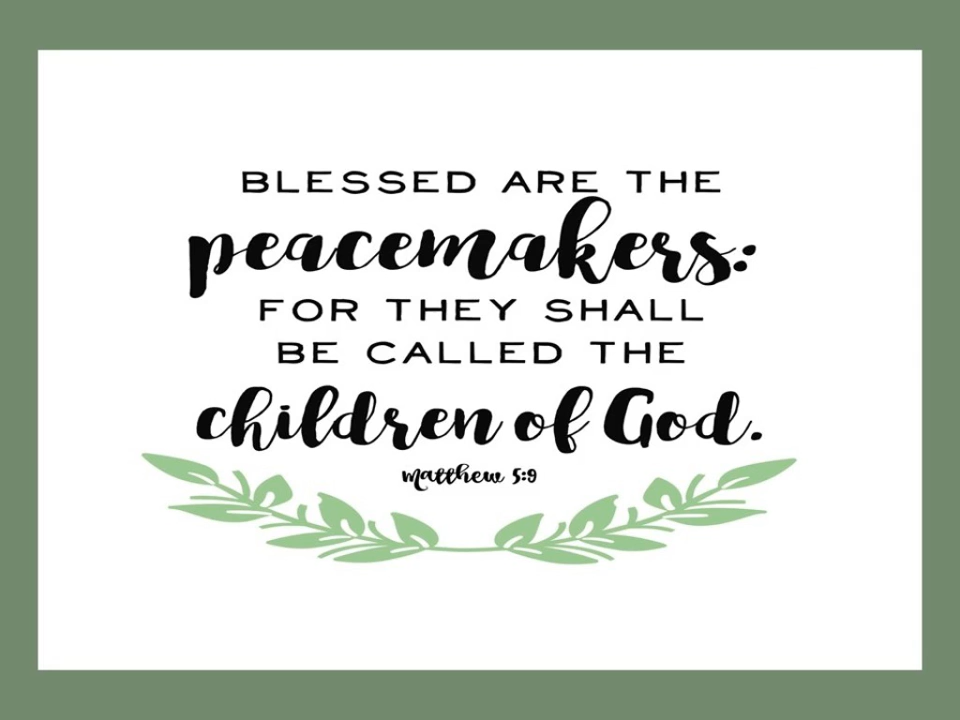 BLESSED ARE THE
peacemakers:
FOR THEY SHALL
BE CALLED THE
children of God.
matthew 5:9